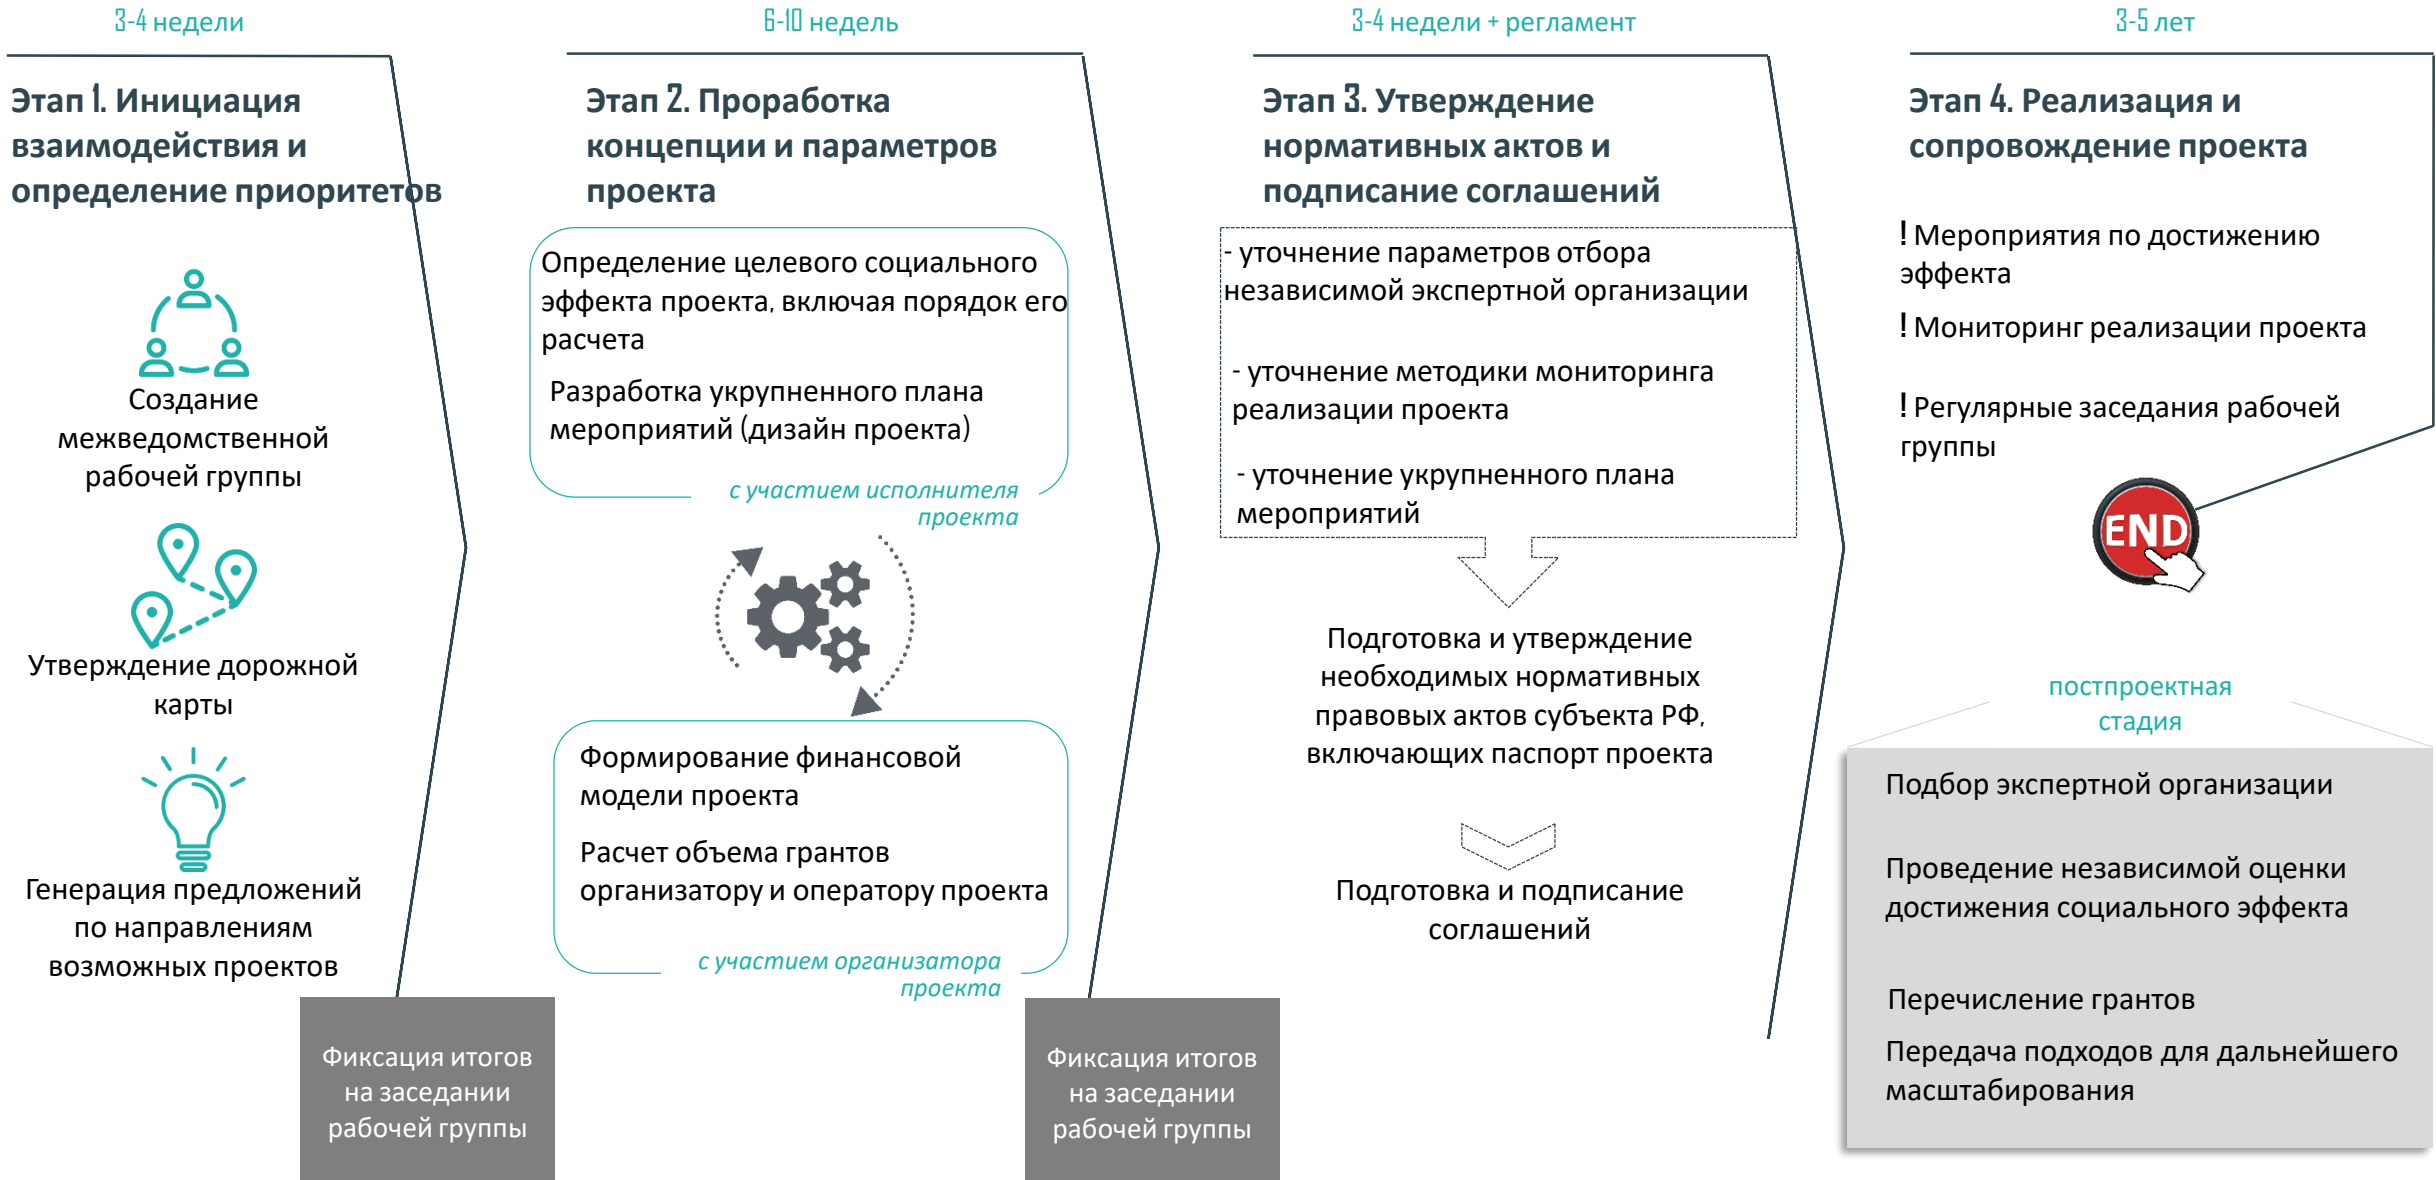 3-4 недели
Этап 1. Инициация
взаимодействия и
определение приоритетов
Создание
межведомственной
рабочей группы
Утверждение дорожной
карты
Генерация предложений
по направлениям
возможных проектов
Фиксация итогов
на заседании
рабочей группы
6-10 недель
Этап 2. Проработка
концепции и параметров
проекта
Определение целевого социального
эффекта проекта, включая порядок его
расчета
Разработка укрупненного плана
мероприятий (дизайн проекта)
с участием исполнителя
проекта
Формирование финансовой
модели проекта
Расчет объема грантов
организатору и оператору проекта
с участием организатора
проекта
Фиксация итогов
на заседании
рабочей группы
3-4 недели + регламент
Этап 3. Утверждение
нормативных актов и
подписание соглашений
- уточнение параметров отбора
независимой экспертной организации
- уточнение методики мониторинга
реализации проекта
- уточнение укрупненного плана
мероприятий
Подготовка и утверждение
необходимых нормативных
правовых актов субъекта РФ,
включающих паспорт проекта
Подготовка и подписание
соглашений
3-5 лет
Этап 4. Реализация и
сопровождение проекта
! Мероприятия по достижению
эффекта
! Мониторинг реализации проекта
! Регулярные заседания рабочей
группы
END
постпроектная
стадия
Подбор экспертной организации
Проведение независимой оценки
достижения социального эффекта
Перечисление грантов
Передача подходов для дальнейшего
масштабирования